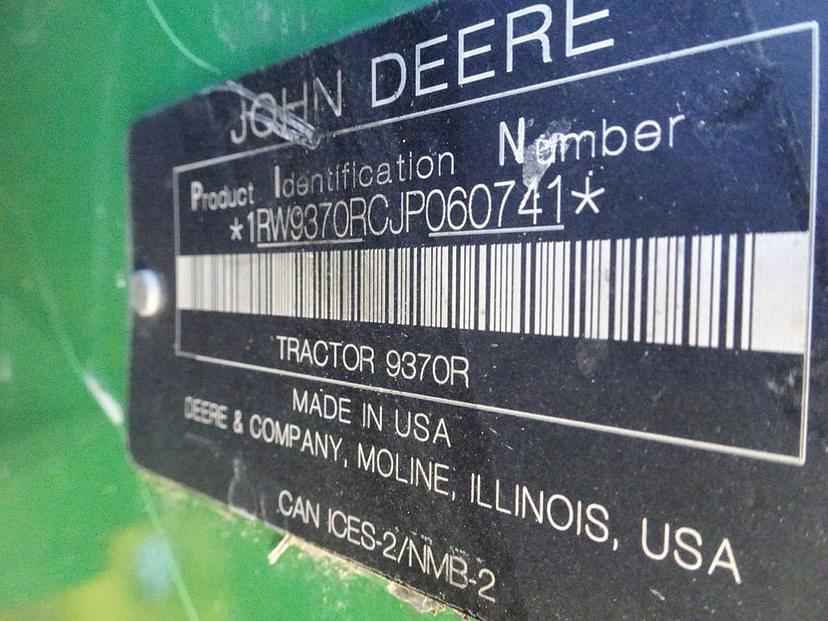 JOHN DEERE
Product Identification Number
*1RW9370RCJP060741*
TRACTOR 9370R
MADE IN USA
DEERE & COMPANY, MOLINE, ILLINOIS, USA
CAN ICES-2/NMB-2